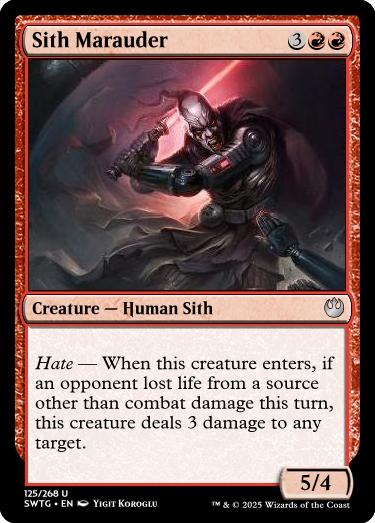 Sith Marauder 3
Creature — Human Sith
Hate — When this creature enters, if
an opponent lost life from a source
other than combat damage this turn,
this creature deals 3 damage to any
target.
5/4
125/268 U
SWTG • EN Yigit Koroglu
™ & © 2025 Wizards of the Coast